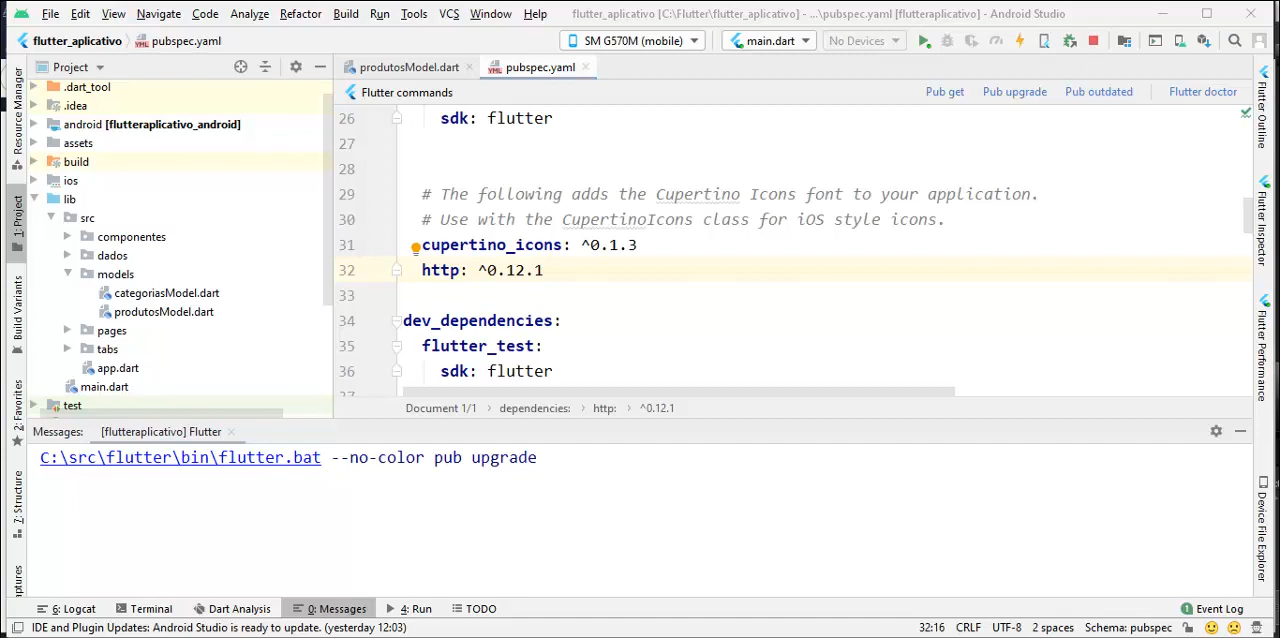 File Edit View Navigate Code Analyze Refactor Build Run Tools VCS Window Help flutter_aplicativo [C:\Flutter\flutter_aplicativo] - ...\pubspec.yaml [flutteraplicativo] - Android Studio
flutter_aplicativo pubspec.yaml SM G570M (mobile) main.dart No Devices
Project produtosModel.dart pubspec.yaml
Flutter commands Pub get Pub upgrade Pub outdated Flutter doctor
.dart_tool
.idea
android [flutteraplicativo_android]
assets
build
ios
lib
src
componentes
dados
models
categoriasModel.dart
produtosModel.dart
pages
tabs
app.dart
main.dart
test
26 sdk: flutter
27
28
29 # The following adds the Cupertino Icons font to your application.
30 # Use with the CupertinoIcons class for iOS style icons.
31 cupertino_icons: ^0.1.3
32 http: ^0.12.1
33
34 dev_dependencies:
35 flutter_test:
36 sdk: flutter
37
Document 1/1 dependencies: http: ^0.12.1
Messages: [flutteraplicativo] Flutter
C:\src\flutter\bin\flutter.bat --no-color pub upgrade
Resource Manager
1: Project
Build Variants
2: Favorites
7: Structure
aptures
Flutter Outline
Flutter Inspector
Flutter Performance
Device File Explorer
6: Logcat Terminal Dart Analysis 0: Messages 4: Run TODO 1 Event Log
IDE and Plugin Updates: Android Studio is ready to update. (yesterday 12:03) 32:16 CRLF UTF-8 2 spaces Schema: pubspec